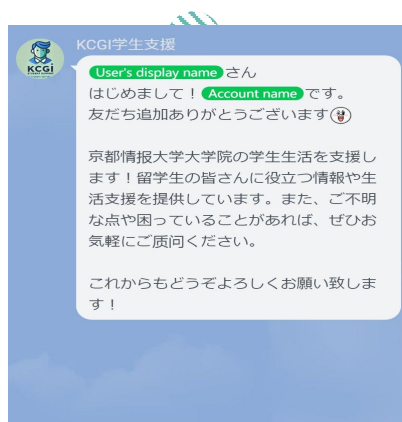 KCGI学生支援
KCGI
User's display name さん
はじめまして！ Account name です。
友だち追加ありがとうございます
京都情报大学大学院の学生生活を支援し
ます！留学生の皆さんに役立つ情報や生
活支援を提供しています。また、ご不明
な点や困っていることがあれば、ぜひお
気軽にご质问ください。
これからもどうぞよろしくお願い致しま
す！